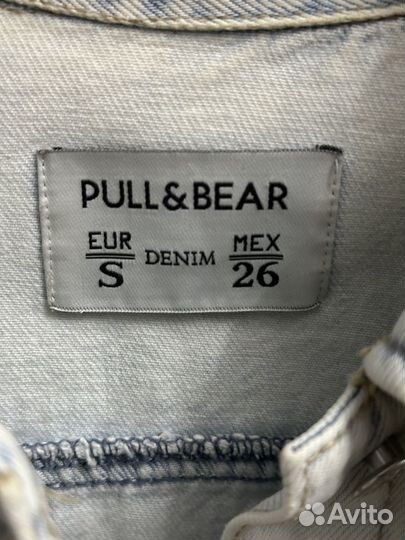 PULL&BEAR
EUR DENIM MEX
S 26
Avito